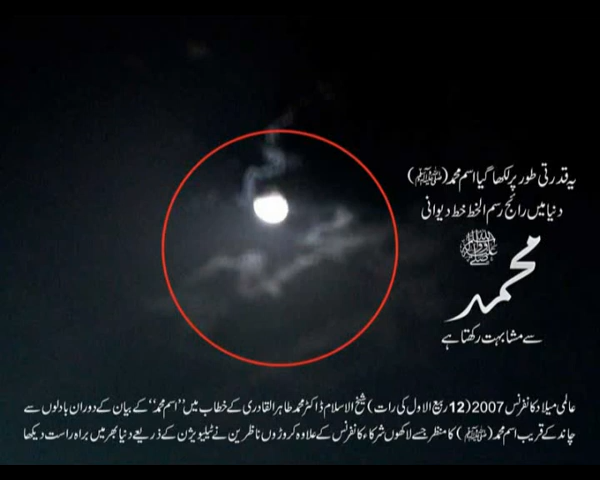 یہ قدرتی طور پر لکھا گیا اسم محمد (ﷺ)
دنیا میں رائج رسم الخط خط دیوانی
ﷺ
محمد
سے مشابہت رکھتا ہے
عالمی میلاد کانفرنس 2007 (12 ربیع الاول کی رات) شیخ الاسلام ڈاکٹر محمد طاہر القادری کے خطاب میں ’’اسم محمد‘‘ کے بیان کے دوران بادلوں سے
چاند کے قریب اسم محمد (ﷺ) کا منظر جسے لاکھوں شرکاء کانفرنس کے علاوہ کروڑوں ناظرین نے ٹیلیویژن کے ذریعے دنیا بھر میں براہ راست دیکھا